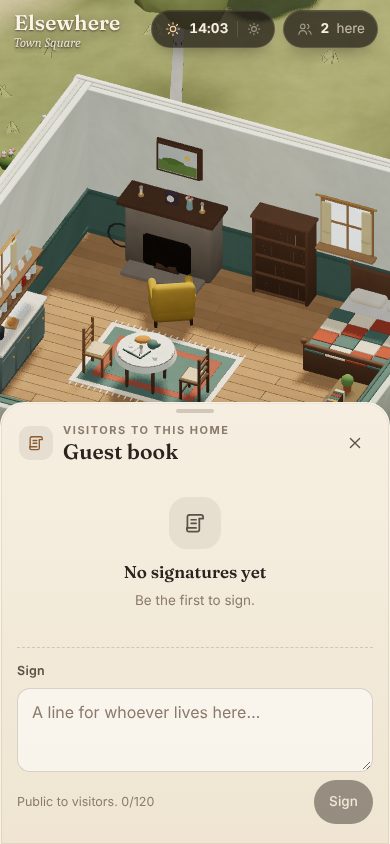 Elsewhere
Town Square
14:03
2 here
VISITORS TO THIS HOME
Guest book
No signatures yet
Be the first to sign.
Sign
A line for whoever lives here...
Public to visitors. 0/120
Sign